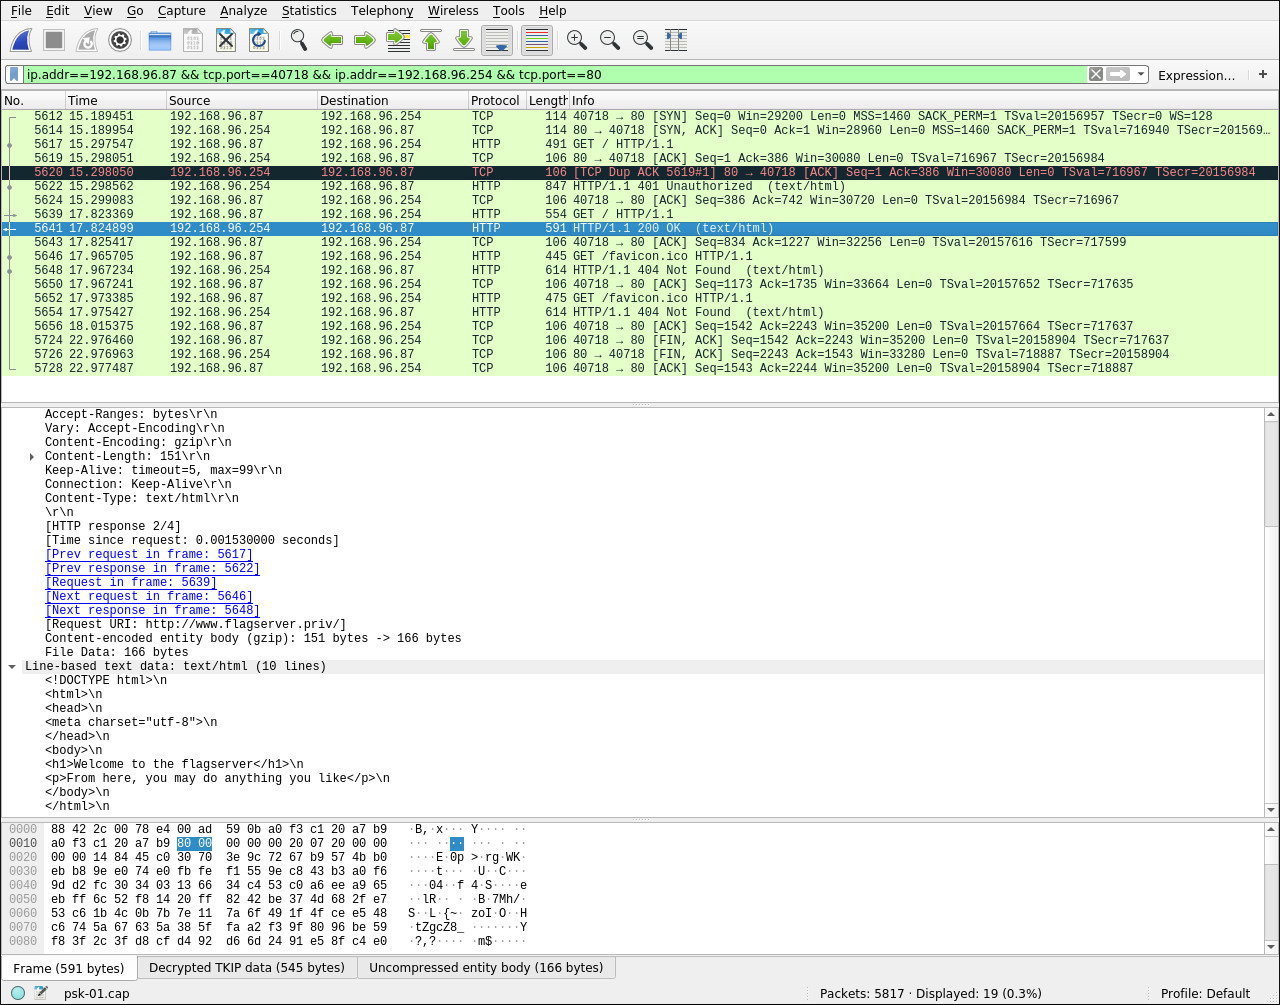 File Edit View Go Capture Analyze Statistics Telephony Wireless Tools Help
ip.addr==192.168.96.87 && tcp.port==40718 && ip.addr==192.168.96.254 && tcp.port==80 Expression… +
No. Time Source Destination Protocol Length Info
5612 15.189451 192.168.96.87 192.168.96.254 TCP 114 40718 → 80 [SYN] Seq=0 Win=29200 Len=0 MSS=1460 SACK_PERM=1 TSval=20156957 TSecr=0 WS=128
5614 15.189954 192.168.96.254 192.168.96.87 TCP 114 80 → 40718 [SYN, ACK] Seq=0 Ack=1 Win=28960 Len=0 MSS=1460 SACK_PERM=1 TSval=716940 TSecr=201569…
5617 15.297547 192.168.96.87 192.168.96.254 HTTP 491 GET / HTTP/1.1
5619 15.298051 192.168.96.254 192.168.96.87 TCP 106 80 → 40718 [ACK] Seq=1 Ack=386 Win=30080 Len=0 TSval=716967 TSecr=20156984
5620 15.298050 192.168.96.254 192.168.96.87 TCP 106 [TCP Dup ACK 5619#1] 80 → 40718 [ACK] Seq=1 Ack=386 Win=30080 Len=0 TSval=716967 TSecr=20156984
5622 15.298562 192.168.96.254 192.168.96.87 HTTP 847 HTTP/1.1 401 Unauthorized (text/html)
5624 15.299083 192.168.96.87 192.168.96.254 TCP 106 40718 → 80 [ACK] Seq=386 Ack=742 Win=30720 Len=0 TSval=20156984 TSecr=716967
5639 17.823369 192.168.96.87 192.168.96.254 HTTP 554 GET / HTTP/1.1
5641 17.824899 192.168.96.254 192.168.96.87 HTTP 591 HTTP/1.1 200 OK (text/html)
5643 17.825417 192.168.96.87 192.168.96.254 TCP 106 40718 → 80 [ACK] Seq=834 Ack=1227 Win=32256 Len=0 TSval=20157616 TSecr=717599
5646 17.965705 192.168.96.87 192.168.96.254 HTTP 445 GET /favicon.ico HTTP/1.1
5648 17.967234 192.168.96.254 192.168.96.87 HTTP 614 HTTP/1.1 404 Not Found (text/html)
5650 17.967241 192.168.96.87 192.168.96.254 TCP 106 40718 → 80 [ACK] Seq=1173 Ack=1735 Win=33664 Len=0 TSval=20157652 TSecr=717635
5652 17.973385 192.168.96.87 192.168.96.254 HTTP 475 GET /favicon.ico HTTP/1.1
5654 17.975427 192.168.96.254 192.168.96.87 HTTP 614 HTTP/1.1 404 Not Found (text/html)
5656 18.015375 192.168.96.87 192.168.96.254 TCP 106 40718 → 80 [ACK] Seq=1542 Ack=2243 Win=35200 Len=0 TSval=20157664 TSecr=717637
5724 22.976460 192.168.96.87 192.168.96.254 TCP 106 40718 → 80 [FIN, ACK] Seq=1542 Ack=2243 Win=35200 Len=0 TSval=20158904 TSecr=717637
5726 22.976963 192.168.96.254 192.168.96.87 TCP 106 80 → 40718 [FIN, ACK] Seq=2243 Ack=1543 Win=33280 Len=0 TSval=718887 TSecr=20158904
5728 22.977487 192.168.96.87 192.168.96.254 TCP 106 40718 → 80 [ACK] Seq=1543 Ack=2244 Win=35200 Len=0 TSval=20158904 TSecr=718887
Accept-Ranges: bytes\r\n
Vary: Accept-Encoding\r\n
Content-Encoding: gzip\r\n
Content-Length: 151\r\n
Keep-Alive: timeout=5, max=99\r\n
Connection: Keep-Alive\r\n
Content-Type: text/html\r\n
\r\n
[HTTP response 2/4]
[Time since request: 0.001530000 seconds]
[Prev request in frame: 5617]
[Prev response in frame: 5622]
[Request in frame: 5639]
[Next request in frame: 5646]
[Next response in frame: 5648]
[Request URI: http://www.flagserver.priv/]
Content-encoded entity body (gzip): 151 bytes -> 166 bytes
File Data: 166 bytes
Line-based text data: text/html (10 lines)
<!DOCTYPE html>\n
<html>\n
<head>\n
<meta charset="utf-8">\n
</head>\n
<body>\n
<h1>Welcome to the flagserver</h1>\n
<p>From here, you may do anything you like</p>\n
</body>\n
</html>\n
0000 88 42 2c 00 78 e4 00 ad 59 0b a0 f3 c1 20 a7 b9 ·B,·x··· Y···· ··
0010 a0 f3 c1 20 a7 b9 80 00 00 00 00 20 07 20 00 00 ··· ···· ··· · ··
0020 00 00 14 84 45 c0 30 70 3e 9c 72 67 b9 57 4b b0 ····E·0p >·rg·WK·
0030 eb b8 9e e0 74 e0 fb fe f1 55 9e c8 43 b3 a0 f6 ····t··· ·U··C···
0040 9d d2 fc 30 34 03 13 66 34 c4 53 c0 a6 ee a9 65 ···04··f 4·S····e
0050 eb ff 6c 52 f8 14 20 ff 82 42 be 37 4d 68 2f e7 ··lR·· · ·B·7Mh/·
0060 53 c6 1b 4c 0b 7b 7e 11 7a 6f 49 1f 4f ce e5 48 S··L·{~· zoI·O··H
0070 c6 74 5a 67 63 5a 38 5f fa a2 f3 9f 80 96 be 59 ·tZgcZ8_ ·······Y
0080 f8 3f 2c 3f d8 cf d4 92 d6 6d 24 91 e5 8f c4 e0 ·?,?···· ·m$·····
Frame (591 bytes) Decrypted TKIP data (545 bytes) Uncompressed entity body (166 bytes)
psk-01.cap Packets: 5817 · Displayed: 19 (0.3%) Profile: Default